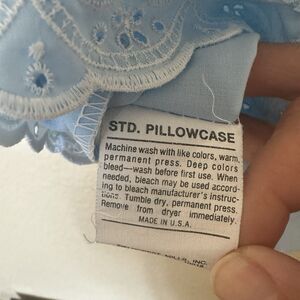 STD. PILLOWCASE
Machine wash with like colors, warm,
permanent press. Deep colors
bleed—wash before first use. When
needed, bleach may be used accord-
ing to bleach manufacturer's instruc-
tions. Tumble dry, permanent press.
Remove from dryer immediately.
MADE IN U.S.A.
MILLS, INC.